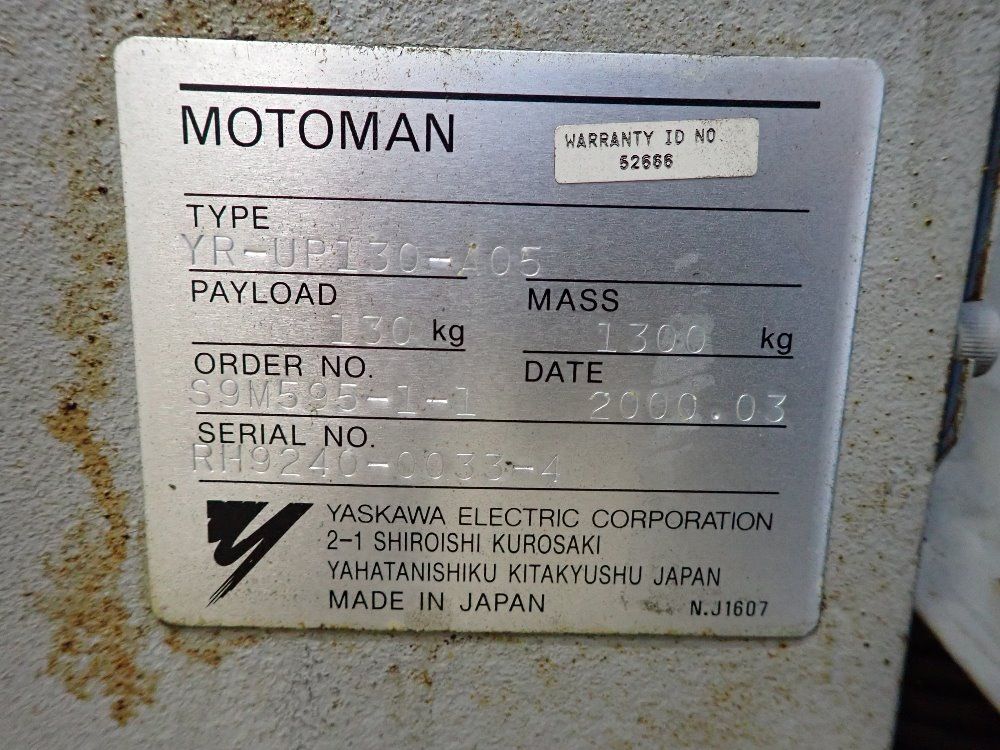 MOTOMAN
WARRANTY ID NO.
52666
TYPE
YR-UP130-A05
PAYLOAD
130 kg
MASS
1300 kg
ORDER NO.
S9M595-1-1
DATE
2000.03
SERIAL NO.
RH9240-0033-4
YASKAWA ELECTRIC CORPORATION
2-1 SHIROISHI KUROSAKI
YAHATANISHIKU KITAKYUSHU JAPAN
MADE IN JAPAN
N.J1607